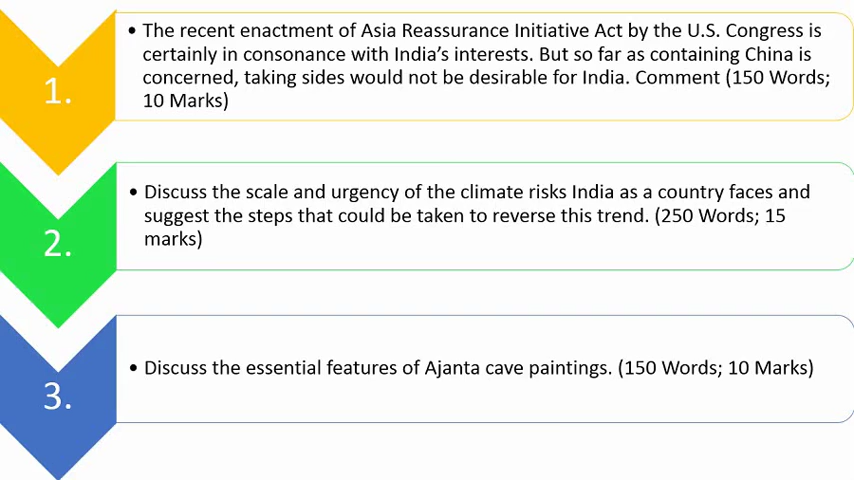 1.
• The recent enactment of Asia Reassurance Initiative Act by the U.S. Congress is
certainly in consonance with India's interests. But so far as containing China is
concerned, taking sides would not be desirable for India. Comment (150 Words;
10 Marks)
2.
• Discuss the scale and urgency of the climate risks India as a country faces and
suggest the steps that could be taken to reverse this trend. (250 Words; 15
marks)
3.
• Discuss the essential features of Ajanta cave paintings. (150 Words; 10 Marks)